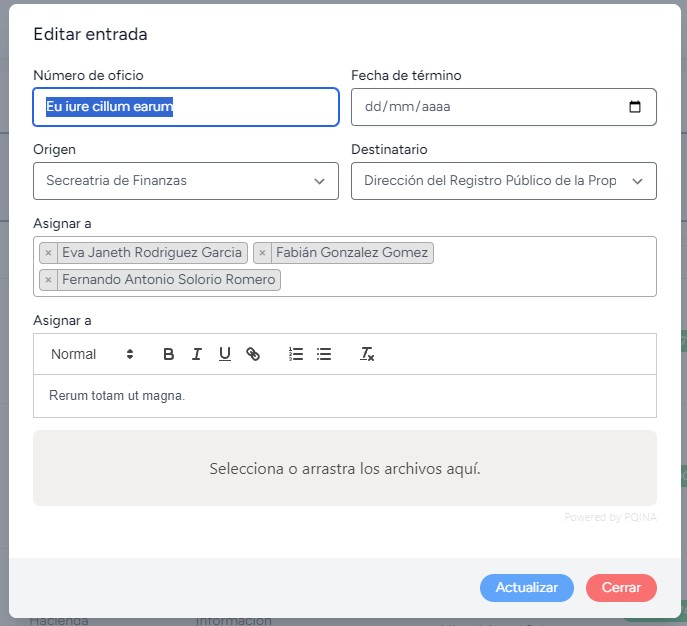 Editar entrada
Número de oficio
Fecha de término
Eu iure cillum earum
dd/mm/aaaa
Origen
Destinatario
Secreatria de Finanzas
Dirección del Registro Público de la Prop
Asignar a
× Eva Janeth Rodriguez Garcia
× Fabián Gonzalez Gomez
× Fernando Antonio Solorio Romero
Asignar a
Normal
Rerum totam ut magna.
Selecciona o arrastra los archivos aquí.
Powered by PQINA
Actualizar
Cerrar
Hacienda
Información